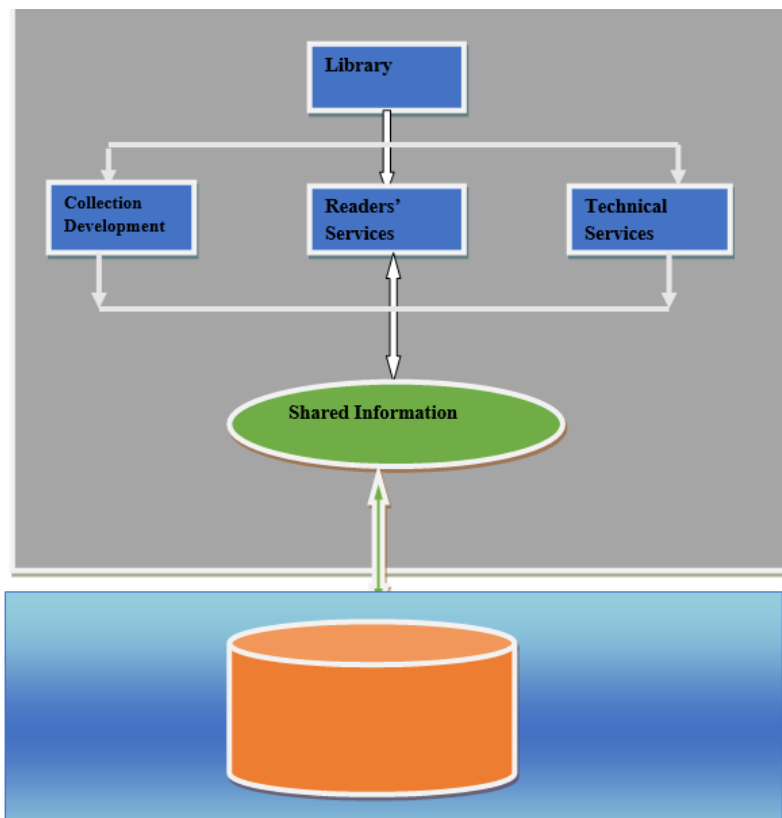 Library
Collection
Development
Readers’
Services
Technical
Services
Shared Information